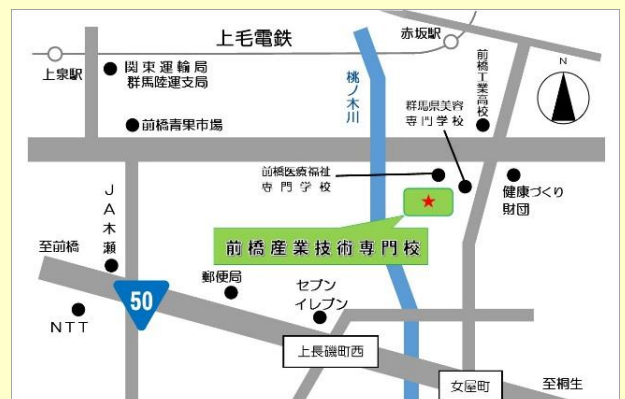 上毛電鉄
赤坂駅
上泉駅
関東運輸局
群馬陸運支局
桃ノ木川
前橋工業高校
N
群馬県美容
専門学校
前橋青果市場
前橋医療福祉
専門学校
健康づくり
財団
JA木瀬
前橋産業技術専門校
至前橋
50
郵便局
セブン
イレブン
NTT
上長磯町西
女屋町
至桐生